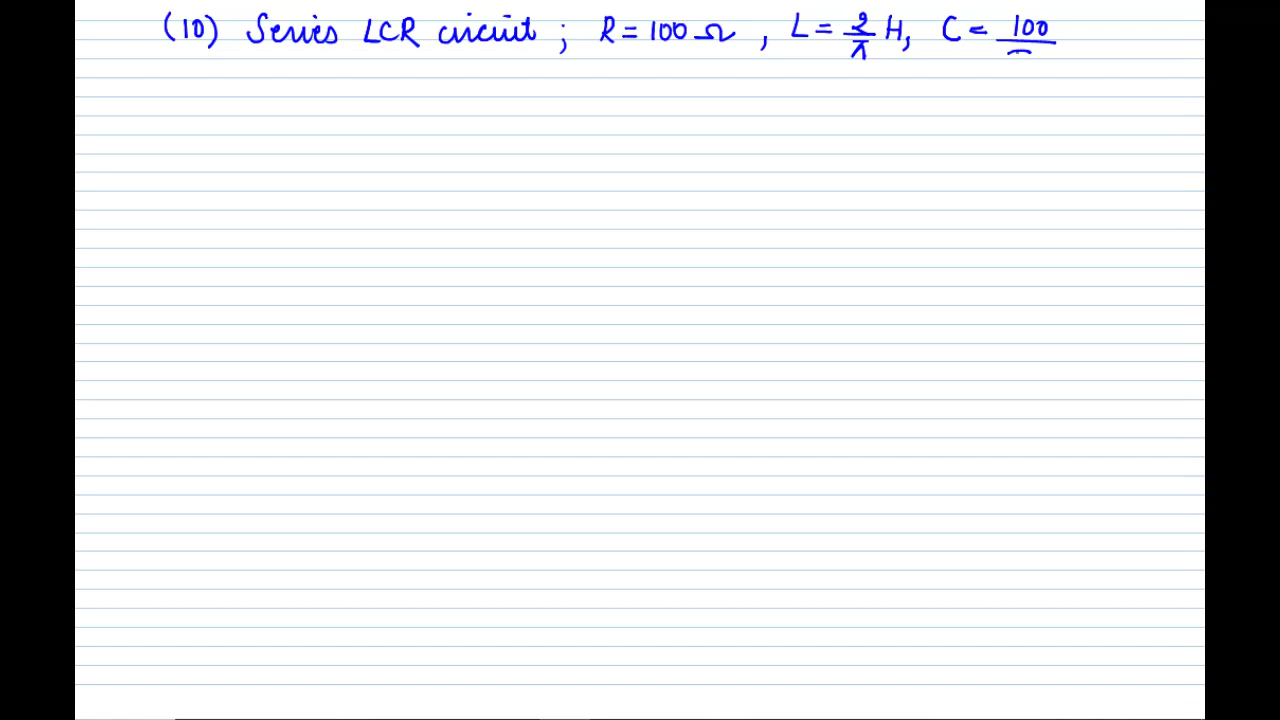 (10) Series LCR circuit ; R = 100 Ω , L = 2/π H, C = 100/